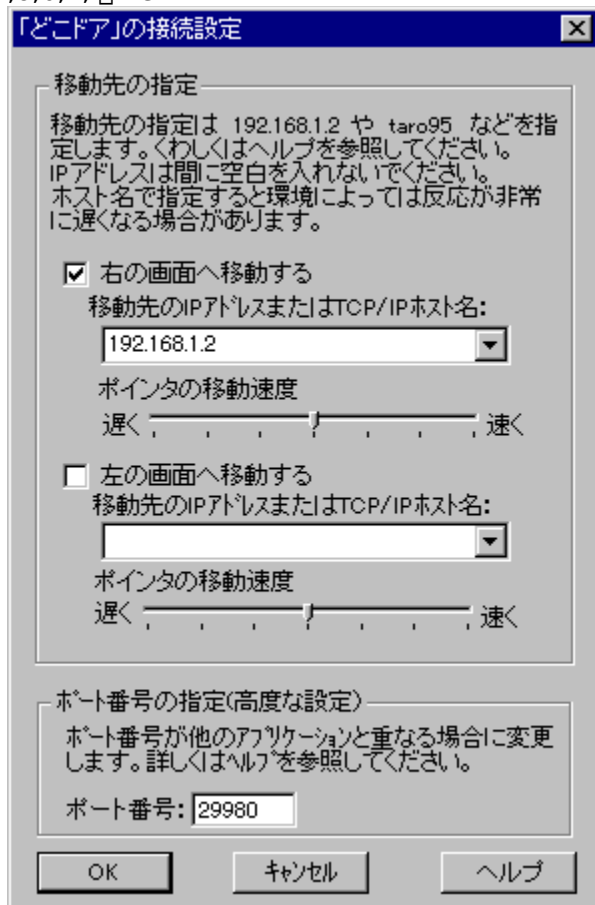 「どこドア」の接続設定
移動先の指定
移動先の指定は 192.168.1.2 や taro95 などを指
定します。くわしくはヘルプを参照してください。
IPアドレスは間に空白を入れないでください。
ホスト名で指定すると環境によっては反応が非常
に遅くなる場合があります。
右の画面へ移動する
移動先のIPアドレスまたはTCP/IPホスト名:
192.168.1.2
ポインタの移動速度
遅く 速く
左の画面へ移動する
移動先のIPアドレスまたはTCP/IPホスト名:
ポインタの移動速度
遅く 速く
ポート番号の指定(高度な設定)
ポート番号が他のアプリケーションと重なる場合に変更
します。詳しくはヘルプを参照してください。
ポート番号: 29980
OK キャンセル ヘルプ